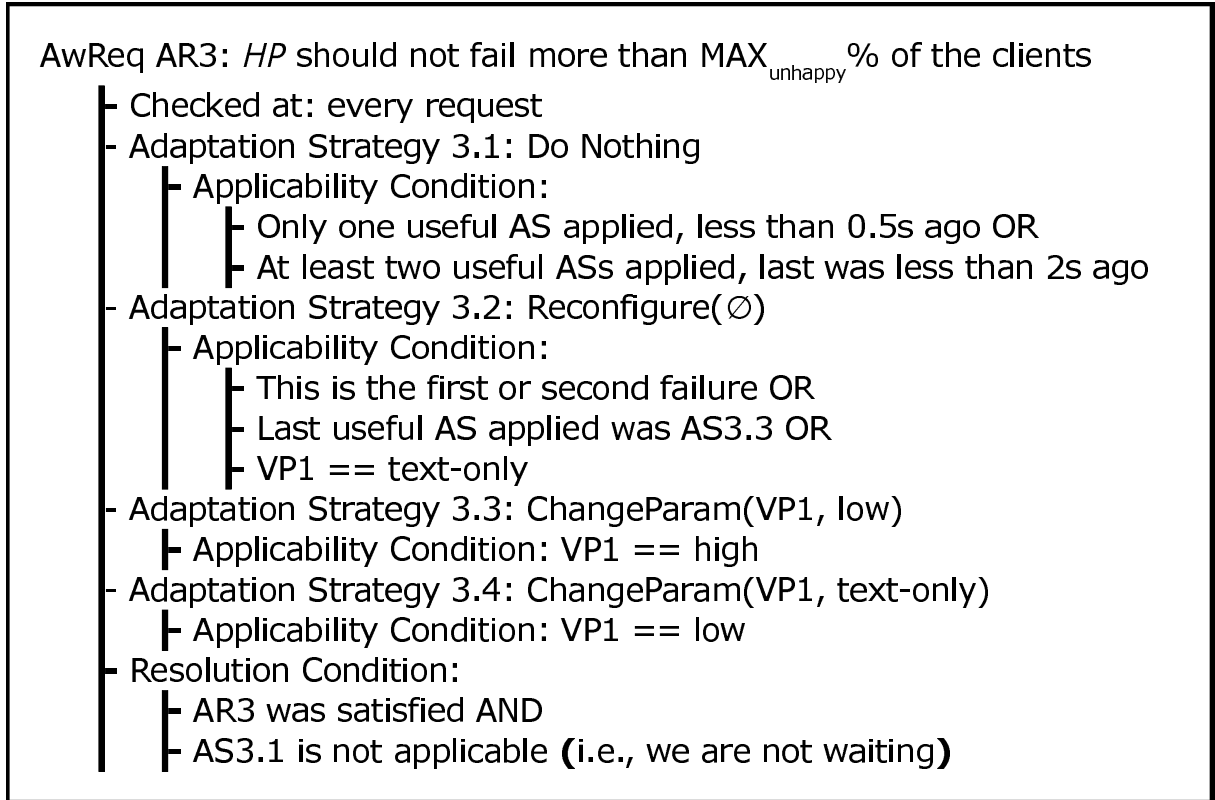 AwReq AR3: HP should not fail more than MAXunhappy% of the clients
Checked at: every request
Adaptation Strategy 3.1: Do Nothing
Applicability Condition:
Only one useful AS applied, less than 0.5s ago OR
At least two useful ASs applied, last was less than 2s ago
Adaptation Strategy 3.2: Reconfigure(∅)
Applicability Condition:
This is the first or second failure OR
Last useful AS applied was AS3.3 OR
VP1 == text-only
Adaptation Strategy 3.3: ChangeParam(VP1, low)
Applicability Condition: VP1 == high
Adaptation Strategy 3.4: ChangeParam(VP1, text-only)
Applicability Condition: VP1 == low
Resolution Condition:
AR3 was satisfied AND
AS3.1 is not applicable (i.e., we are not waiting)